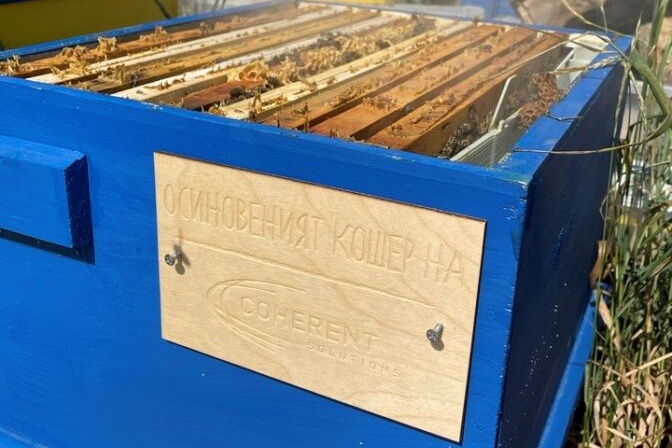 ОСИНОВЕНИЯТ КОШЕР НА
COHERENT
SOLUTIONS